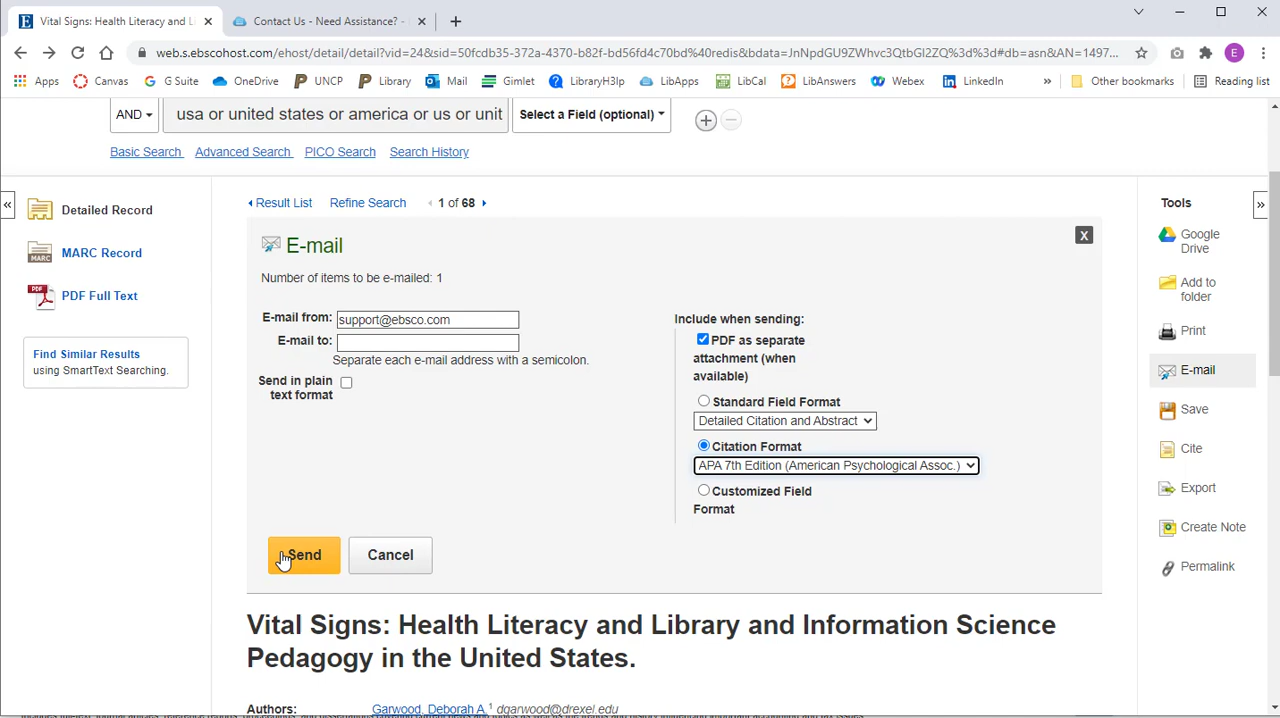 Vital Signs: Health Literacy and L
Contact Us - Need Assistance? -
web.s.ebscohost.com/ehost/detail/detail?vid=24&sid=50fcdb35-372a-4370-b82f-bd56fd4c70bd%40redis&bdata=JnNpdGU9ZWhvc3QtbGl2ZQ%3d%3d#db=asn&AN=1497...
E
Apps
Canvas
G Suite
OneDrive
UNCP
Library
Mail
Gimlet
LibraryH3lp
LibApps
LibCal
LibAnswers
Webex
LinkedIn
»
Other bookmarks
Reading list
AND
usa or united states or america or us or unit
Select a Field (optional)
Basic Search
Advanced Search
PICO Search
Search History
«
Detailed Record
MARC
MARC Record
PDF
PDF Full Text
Find Similar Results
using SmartText Searching.
Result List
Refine Search
1 of 68
E-mail
X
Number of items to be e-mailed: 1
E-mail from: support@ebsco.com
E-mail to:
Separate each e-mail address with a semicolon.
Send in plain
text format
Include when sending:
PDF as separate
attachment (when
available)
Standard Field Format
Detailed Citation and Abstract
Citation Format
APA 7th Edition (American Psychological Assoc.)
Customized Field
Format
Send
Cancel
Vital Signs: Health Literacy and Library and Information Science
Pedagogy in the United States.
Authors: Garwood, Deborah A.1 dgarwood@drexel.edu
Tools
»
Google
Drive
Add to
folder
Print
E-mail
Save
Cite
Export
Create Note
Permalink